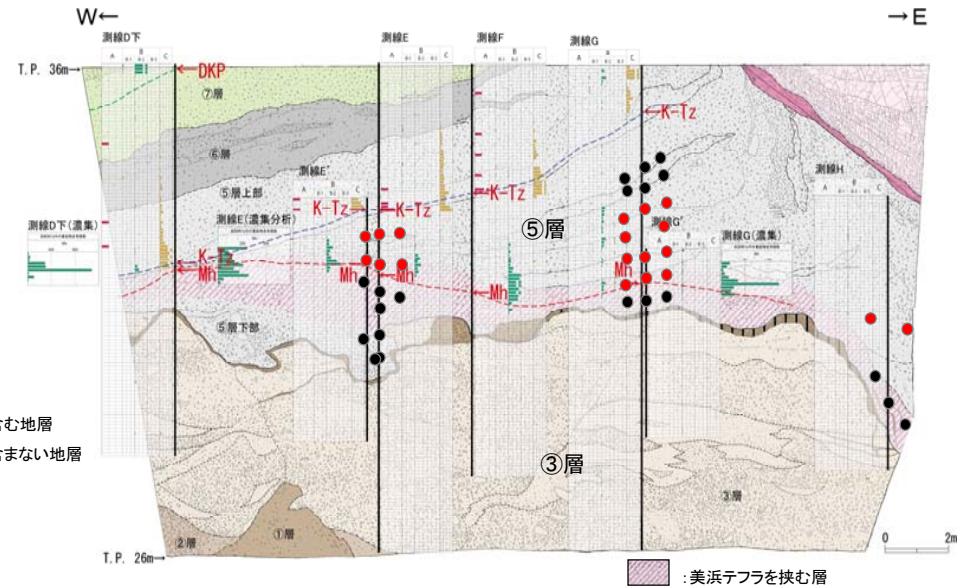 W←
→E
測線D下
測線E
測線F
測線G
A
B
C
A
B
C
A
B
C
A
B
C
T.P. 36m→
←DKP
⑦層
←K-Tz
⑥層
⑤層上部
測線E'
測線H
K-Tz→
←K-Tz
←K-Tz
測線D下(濃集)
測線E(濃集分析)
⑤層
測線G'
測線G(濃集)
K-Tz
←Mh
Mh
←Mh
←Mh
Mh
⑤層下部
含む地層
含まない地層
③層
③層
①層
②層
T.P. 26m→
0
2m
:美浜テフラを挟む層